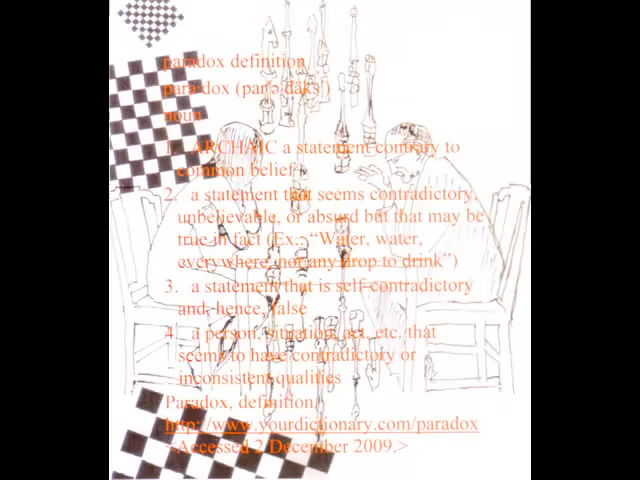 paradox definition
para·dox (par′ə däks′)
noun
1. ARCHAIC a statement contrary to
common belief
2. a statement that seems contradictory,
unbelievable, or absurd but that may be
true in fact (Ex.: “Water, water,
everywhere, nor any drop to drink”)
3. a statement that is self-contradictory
and, hence, false
4. a person, situation, act, etc. that
seems to have contradictory or
inconsistent qualities
Paradox, definition,
http://www.yourdictionary.com/paradox
<Accessed 2 December 2009.>